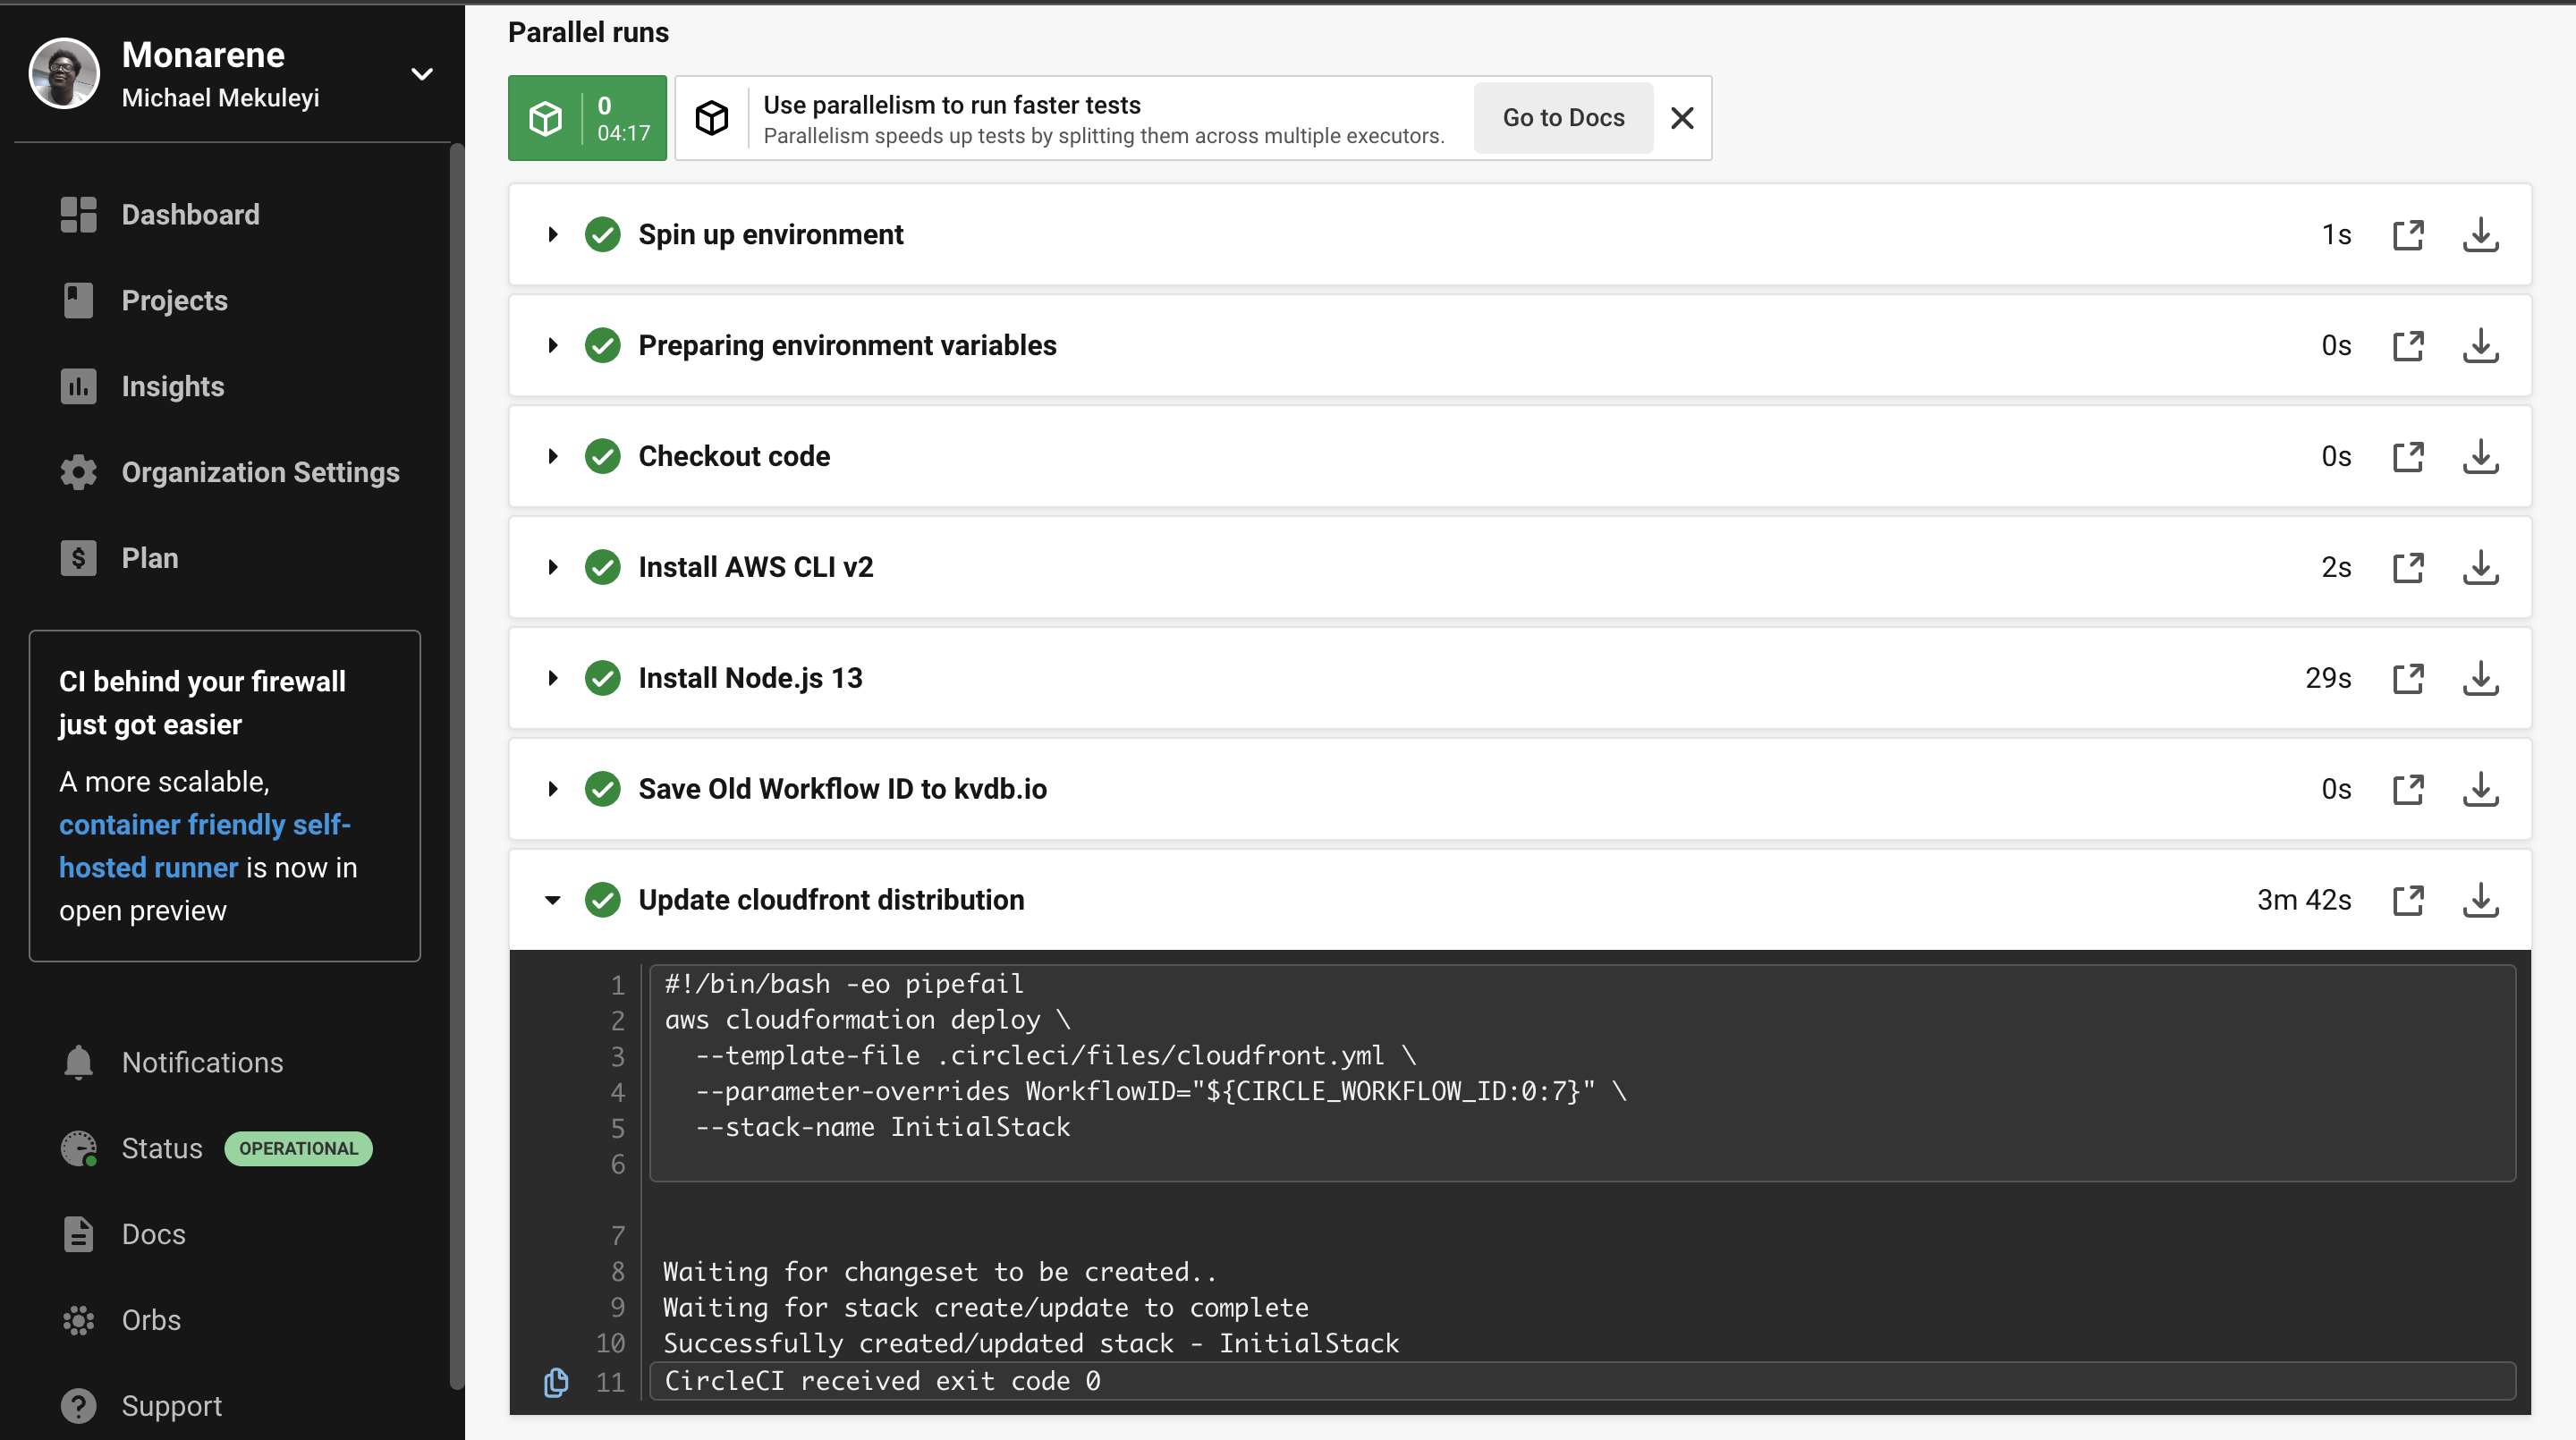 Monarene
Michael Mekuleyi
Dashboard
Projects
Insights
Organization Settings
Plan
CI behind your firewall
just got easier
A more scalable,
container friendly self-
hosted runner is now in
open preview
Notifications
Status OPERATIONAL
Docs
Orbs
Support
Parallel runs
0
04:17
Use parallelism to run faster tests
Parallelism speeds up tests by splitting them across multiple executors.
Go to Docs
Spin up environment 1s
Preparing environment variables 0s
Checkout code 0s
Install AWS CLI v2 2s
Install Node.js 13 29s
Save Old Workflow ID to kvdb.io 0s
Update cloudfront distribution 3m 42s
1 #!/bin/bash -eo pipefail
2 aws cloudformation deploy \
3 --template-file .circleci/files/cloudfront.yml \
4 --parameter-overrides WorkflowID="${CIRCLE_WORKFLOW_ID:0:7}" \
5 --stack-name InitialStack
6
7
8 Waiting for changeset to be created..
9 Waiting for stack create/update to complete
10 Successfully created/updated stack - InitialStack
11 CircleCI received exit code 0